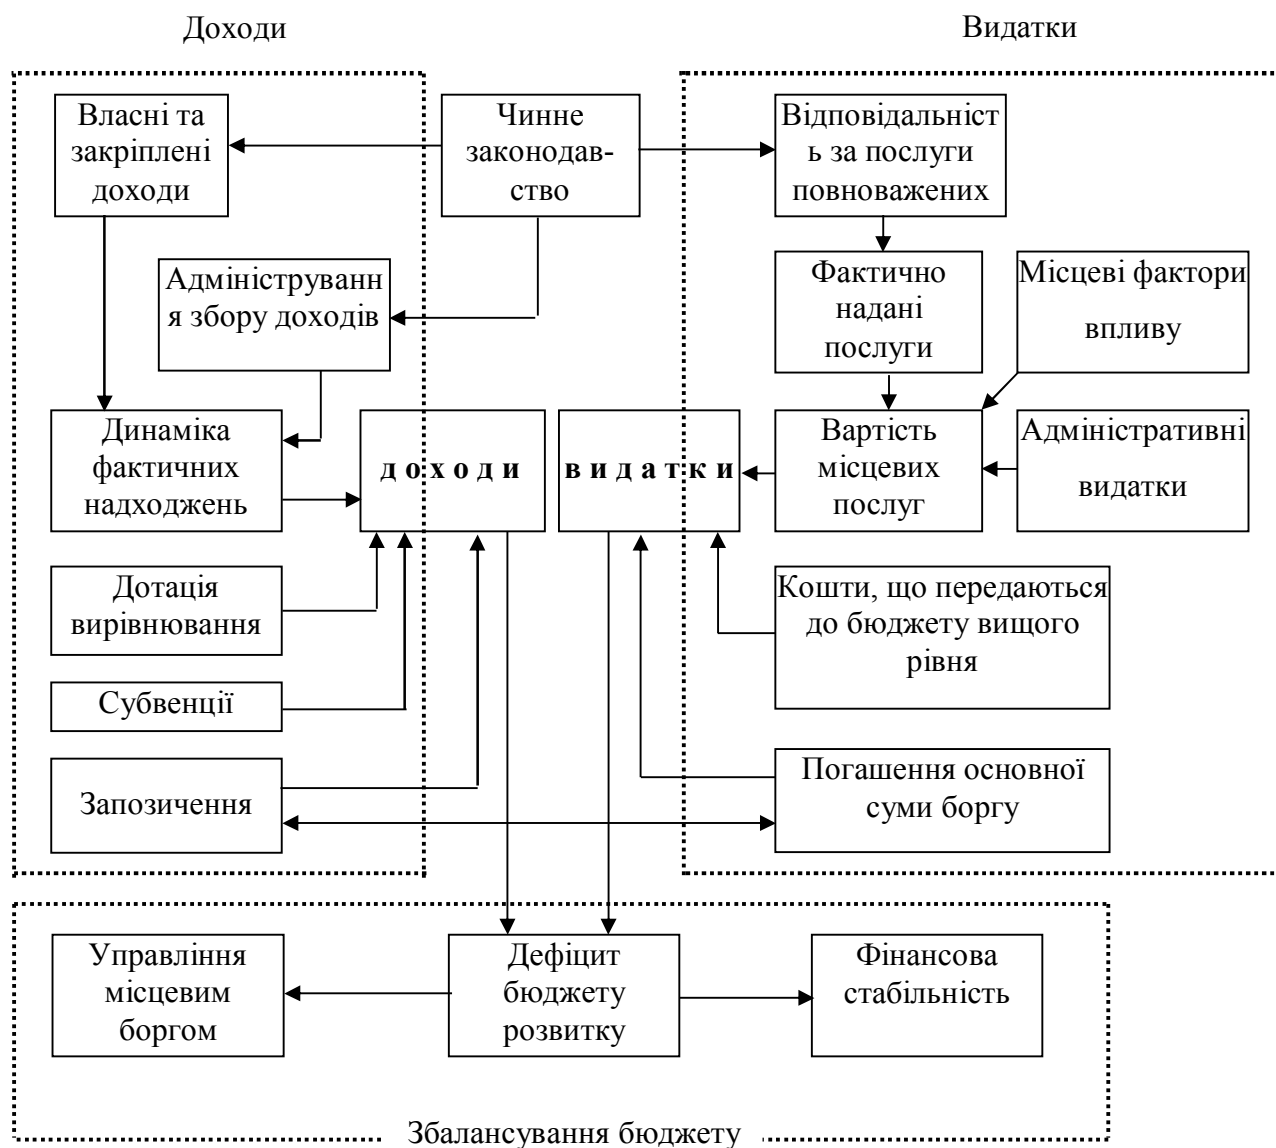 Доходи
Видатки
Власні та
закріплені
доходи
Чинне
законодав-
ство
Відповідальніст
ь за послуги
повноважених
Адмініструванн
я збору доходів
Фактично
надані
послуги
Місцеві фактори
впливу
Динаміка
фактичних
надходжень
д о х о д и
в и д а т к и
Вартість
місцевих
послуг
Адміністративні
видатки
Дотація
вирівнювання
Кошти, що передаються
до бюджету вищого
рівня
Субвенції
Запозичення
Погашення основної
суми боргу
Управління
місцевим
боргом
Дефіцит
бюджету
розвитку
Фінансова
стабільність
Збалансування бюджету